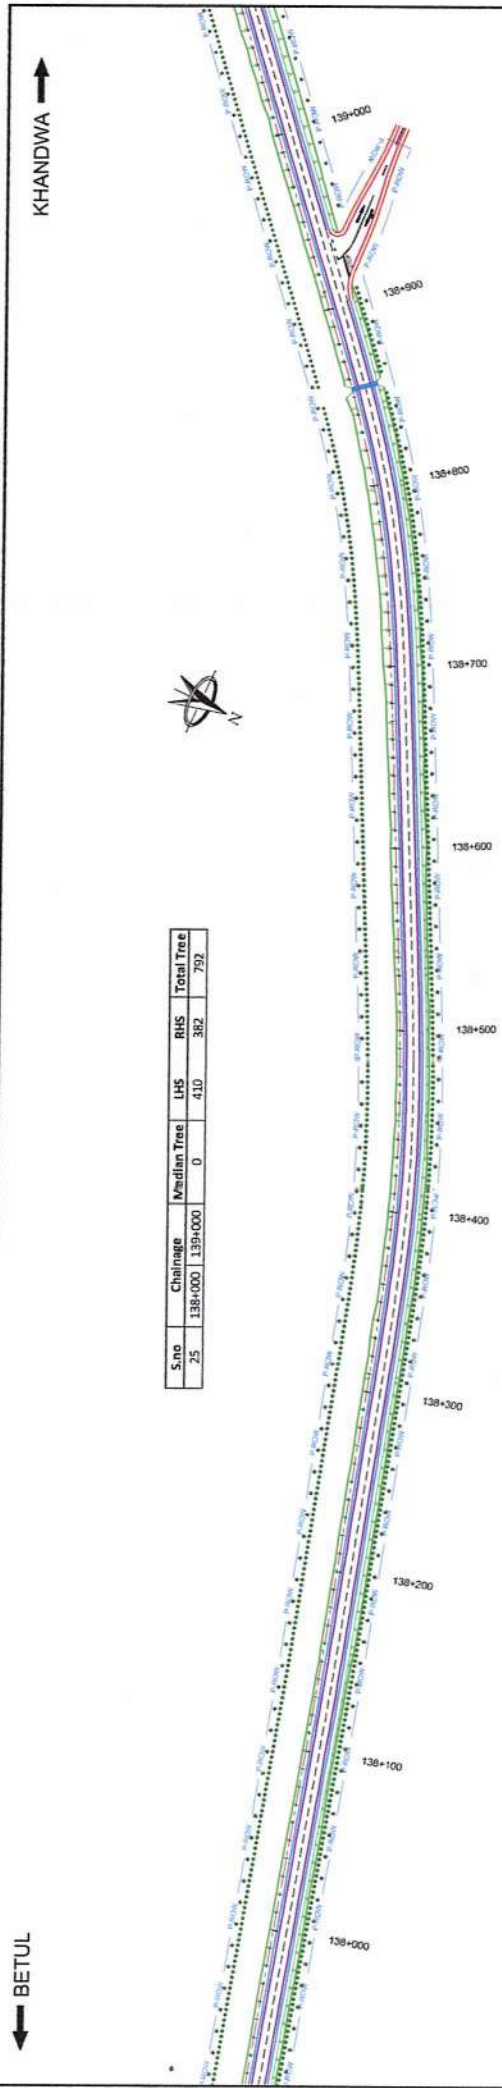 ← BETUL
KHANDWA →
S.no Chainage Median Tree LHS RHS Total Tree
25 138+000 139+000 0 410 382 792
N
P-ROW
138+000
138+100
138+200
138+300
138+400
138+500
138+600
138+700
138+800
138+900
139+000